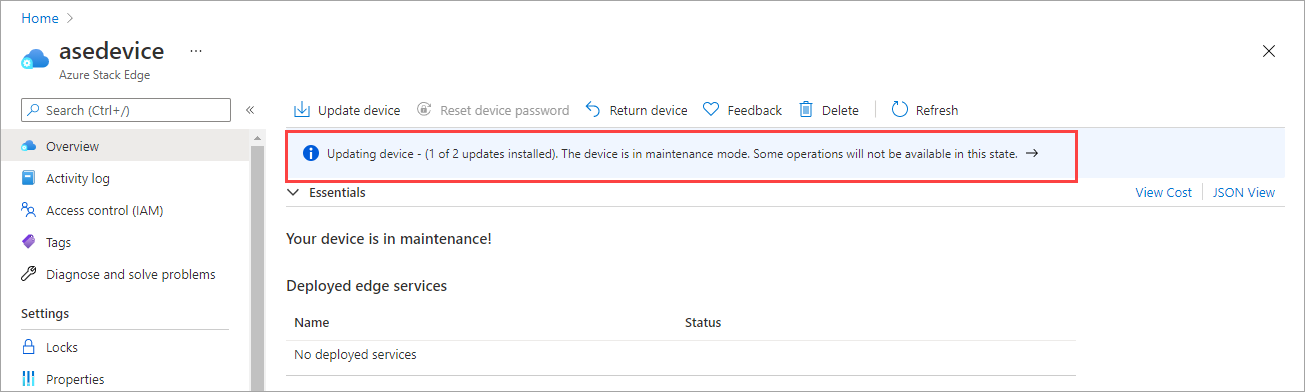 Home
asedevice ...
Azure Stack Edge
Search (Ctrl+/)
Update device
Reset device password
Return device
Feedback
Delete
Refresh
Overview
Activity log
Access control (IAM)
Tags
Diagnose and solve problems
Settings
Locks
Properties
Updating device - (1 of 2 updates installed). The device is in maintenance mode. Some operations will not be available in this state. →
Essentials
View Cost
JSON View
Your device is in maintenance!
Deployed edge services
Name Status
No deployed services